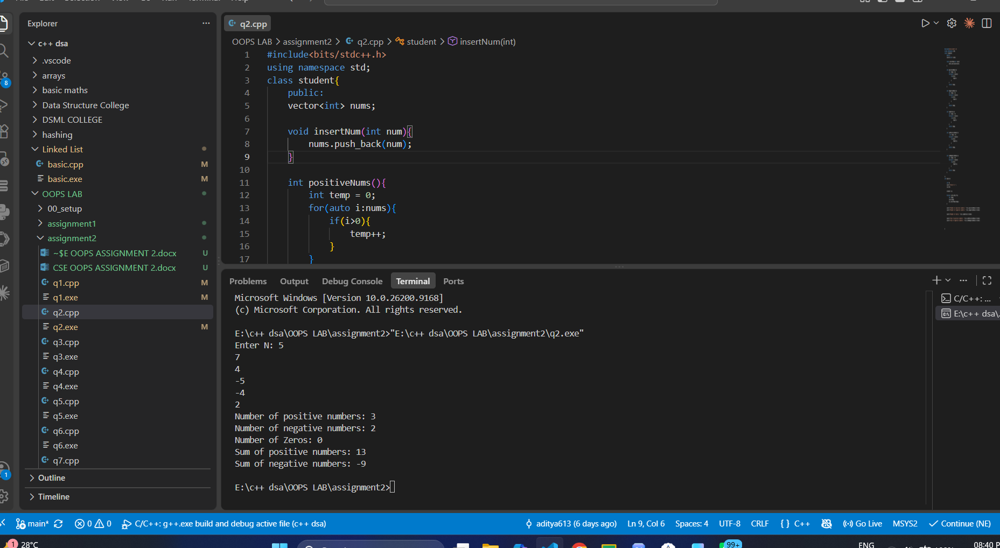 Explorer
c++ dsa
.vscode
arrays
basic maths
Data Structure College
DSML COLLEGE
hashing
Linked List
basic.cpp M
basic.exe M
OOPS LAB
00_setup
assignment1
assignment2
~$E OOPS ASSIGNMENT 2.docx U
CSE OOPS ASSIGNMENT 2.docx U
q1.cpp M
q1.exe M
q2.cpp
q2.exe M
q3.cpp
q3.exe
q4.cpp
q4.exe
q5.cpp
q5.exe
q6.cpp
q6.exe
q7.cpp
Outline
Timeline
8
1
q2.cpp
OOPS LAB > assignment2 > q2.cpp > student > insertNum(int)
1 #include<bits/stdc++.h>
2 using namespace std;
3 class student{
4 public:
5 vector<int> nums;
6
7 void insertNum(int num){
8 nums.push_back(num);
9 }
10
11 int positiveNums(){
12 int temp = 0;
13 for(auto i:nums){
14 if(i>0){
15 temp++;
16 }
17 }
Problems Output Debug Console Terminal Ports
Microsoft Windows [Version 10.0.26200.9168]
(c) Microsoft Corporation. All rights reserved.
E:\c++ dsa\OOPS LAB\assignment2>"E:\c++ dsa\OOPS LAB\assignment2\q2.exe"
Enter N: 5
7
4
-5
-4
2
Number of positive numbers: 3
Number of negative numbers: 2
Number of Zeros: 0
Sum of positive numbers: 13
Sum of negative numbers: -9
E:\c++ dsa\OOPS LAB\assignment2>
C/C++: ...
E:\c++ dsa\...
main* 0 0 C/C++: g++.exe build and debug active file (c++ dsa) aditya613 (6 days ago) Ln 9, Col 6 Spaces: 4 UTF-8 CRLF { } C++ Go Live MSYS2 Continue (NE)
1 28°C 99+ ENG 08:40 P